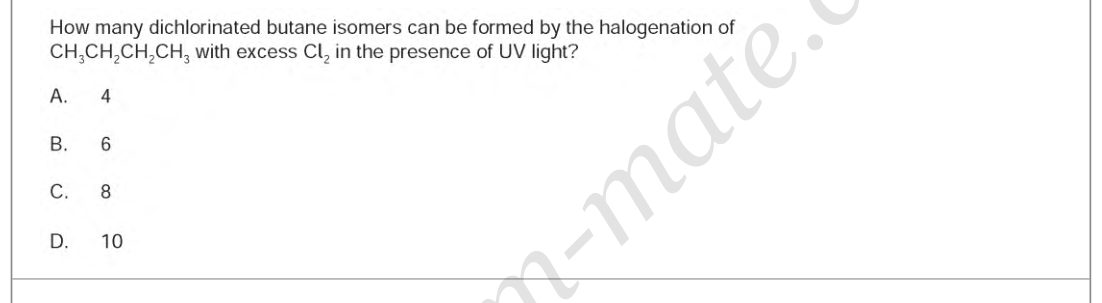 How many dichlorinated butane isomers can be formed by the halogenation of
CH₃CH₂CH₂CH₃ with excess Cl₂ in the presence of UV light?
A. 4
B. 6
C. 8
D. 10
n-mate.c